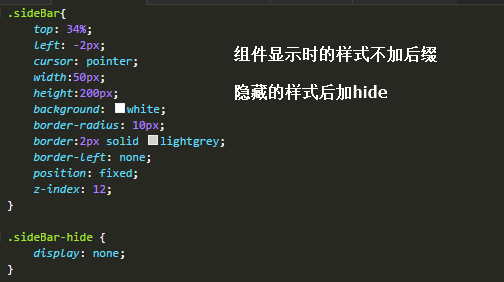 .sideBar{
top: 34%;
left: -2px;
组件显示时的样式不加后缀
cursor: pointer;
width:50px;
隐藏的样式后加hide
height:200px;
background: white;
border-radius: 10px;
border:2px solid lightgrey;
border-left: none;
position: fixed;
z-index: 12;
}
.sideBar-hide {
display: none;
}